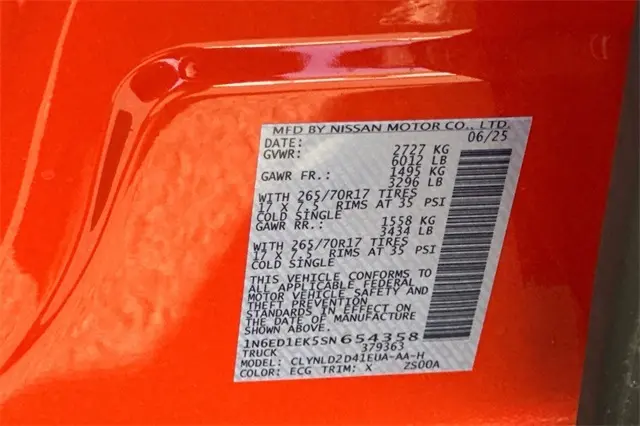 MFD BY NISSAN MOTOR CO., LTD.
DATE: 06/25
GVWR: 2727 KG
6012 LB
GAWR FR.: 1495 KG
3296 LB
WITH 265/70R17 TIRES
17 X 7.5 RIMS AT 35 PSI
COLD SINGLE
GAWR RR.: 1558 KG
3434 LB
WITH 265/70R17 TIRES
17 X 7.5 RIMS AT 35 PSI
COLD SINGLE
THIS VEHICLE CONFORMS TO
ALL APPLICABLE FEDERAL
MOTOR VEHICLE SAFETY AND
THEFT PREVENTION
STANDARDS IN EFFECT ON
THE DATE OF MANUFACTURE
SHOWN ABOVE.
1N6ED1EK5SN654358
TRUCK 379363
MODEL: CLYNLD2D41EUA-AA-H
COLOR: ECG TRIM: X ZS00A